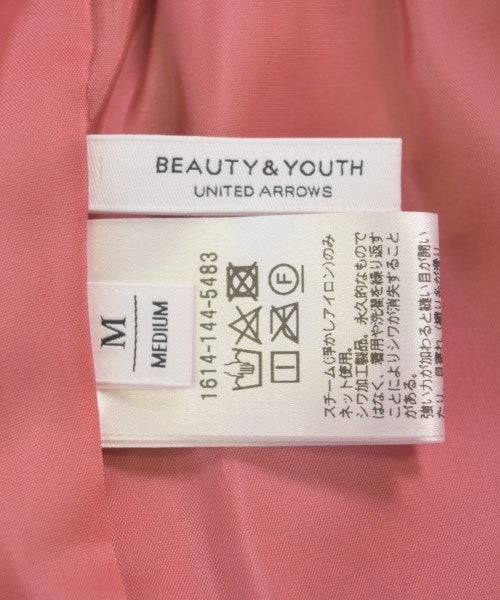 BEAUTY&YOUTH
UNITED ARROWS
M
MEDIUM
1614-144-5483
F
スチーム(浮かしアイロン)のみ
ネット使用。
シワ加工製品。永久的なもので
はなく、着用や洗濯を繰り返す
ことによりシワが消失すること
がある。
強い力が加わると縫い目が開い